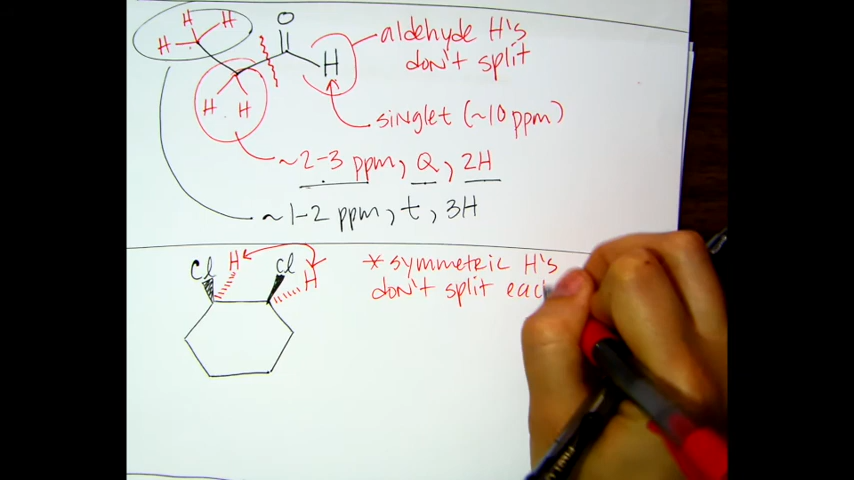 H
H
H
O
H
H
H
aldehyde H's
don't split
singlet (~10 ppm)
~2-3 ppm, Q, 2H
~1-2 ppm, t, 3H
Cl H Cl H
*symmetric H's
don't split eac